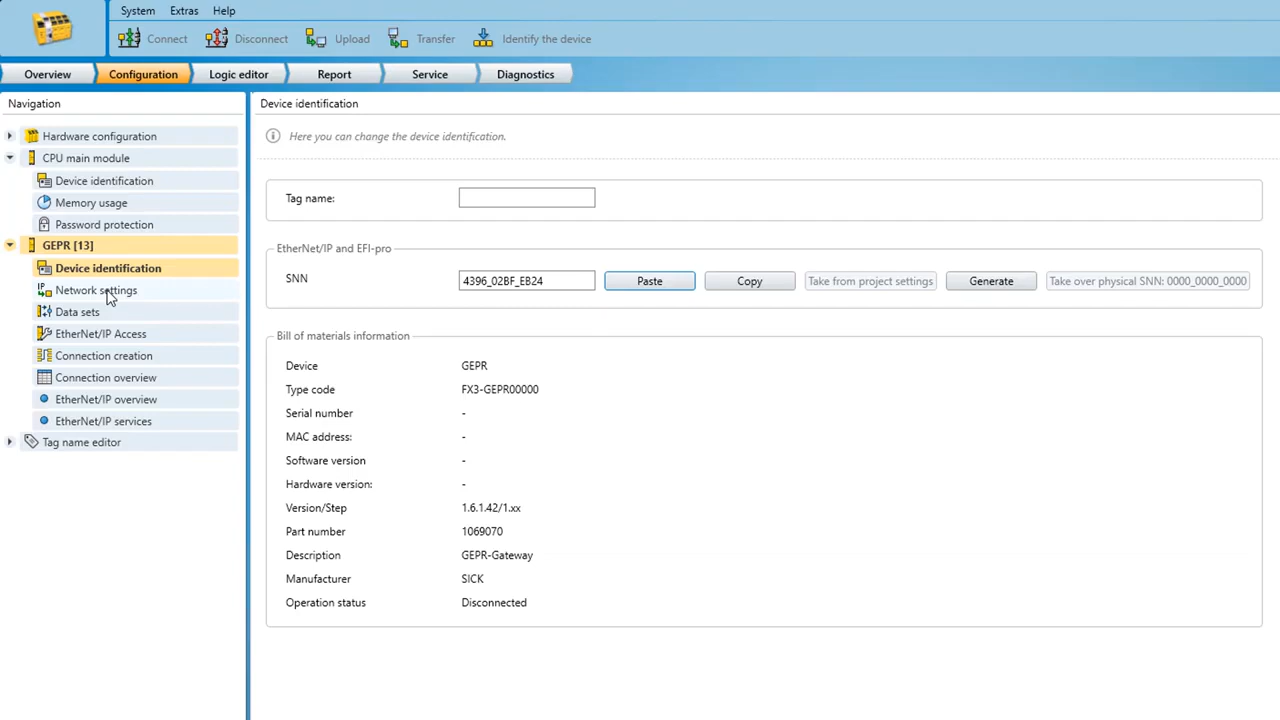 System Extras Help
Connect Disconnect Upload Transfer Identify the device
Overview Configuration Logic editor Report Service Diagnostics
Navigation
Hardware configuration
CPU main module
Device identification
Memory usage
Password protection
GEPR [13]
Device identification
Network settings
Data sets
EtherNet/IP Access
Connection creation
Connection overview
EtherNet/IP overview
EtherNet/IP services
Tag name editor
Device identification
Here you can change the device identification.
Tag name:
EtherNet/IP and EFI-pro
SNN 4396_02BF_EB24 Paste Copy Take from project settings Generate Take over physical SNN: 0000_0000_0000
Bill of materials information
Device GEPR
Type code FX3-GEPR00000
Serial number -
MAC address: -
Software version -
Hardware version: -
Version/Step 1.6.1.42/1.xx
Part number 1069070
Description GEPR-Gateway
Manufacturer SICK
Operation status Disconnected